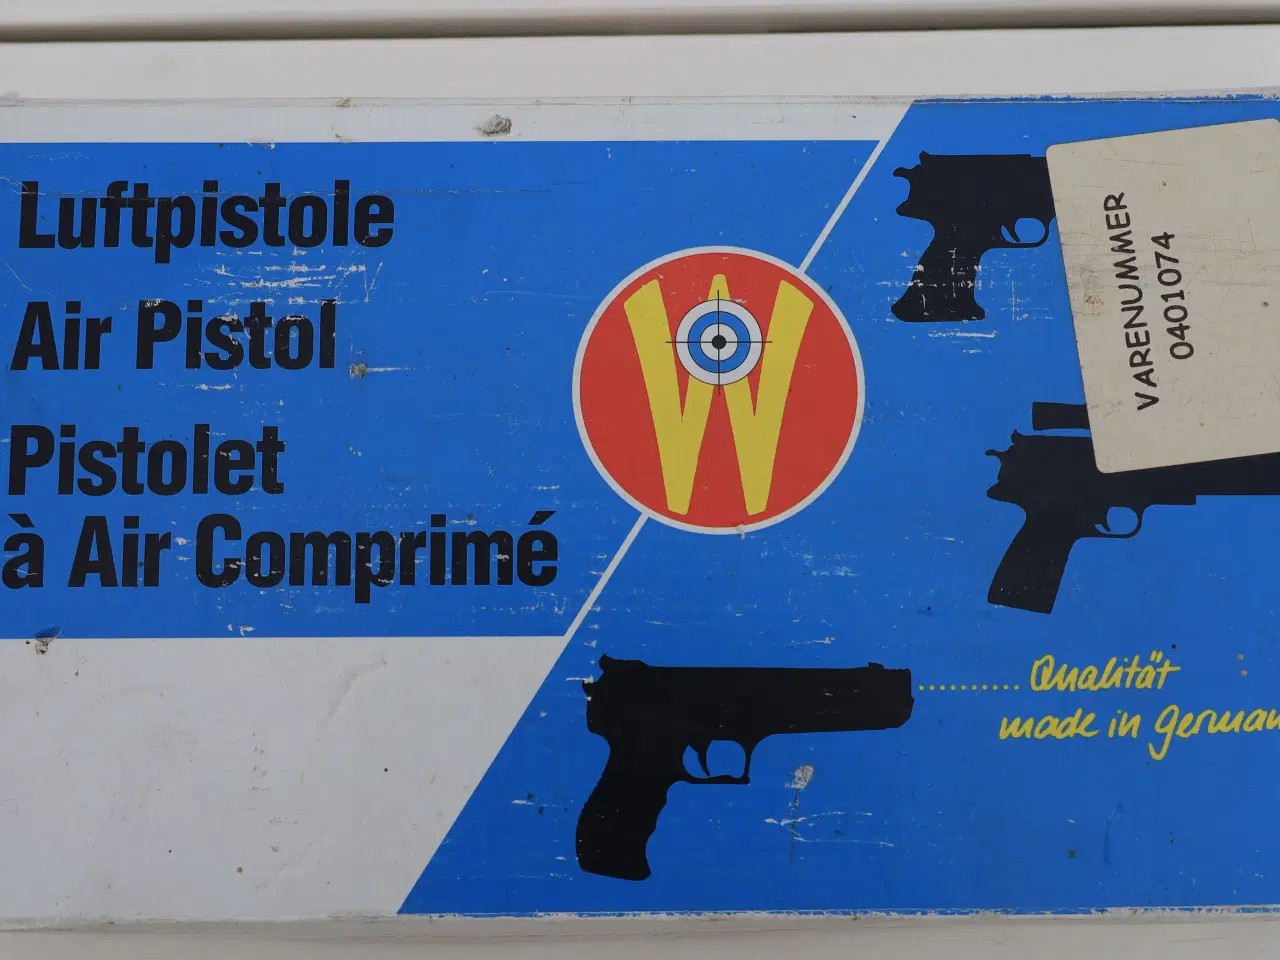 Luftpistole
Air Pistol
Pistolet
à Air Comprimé
W
VARENUMMER
0401074
Qualität
made in german